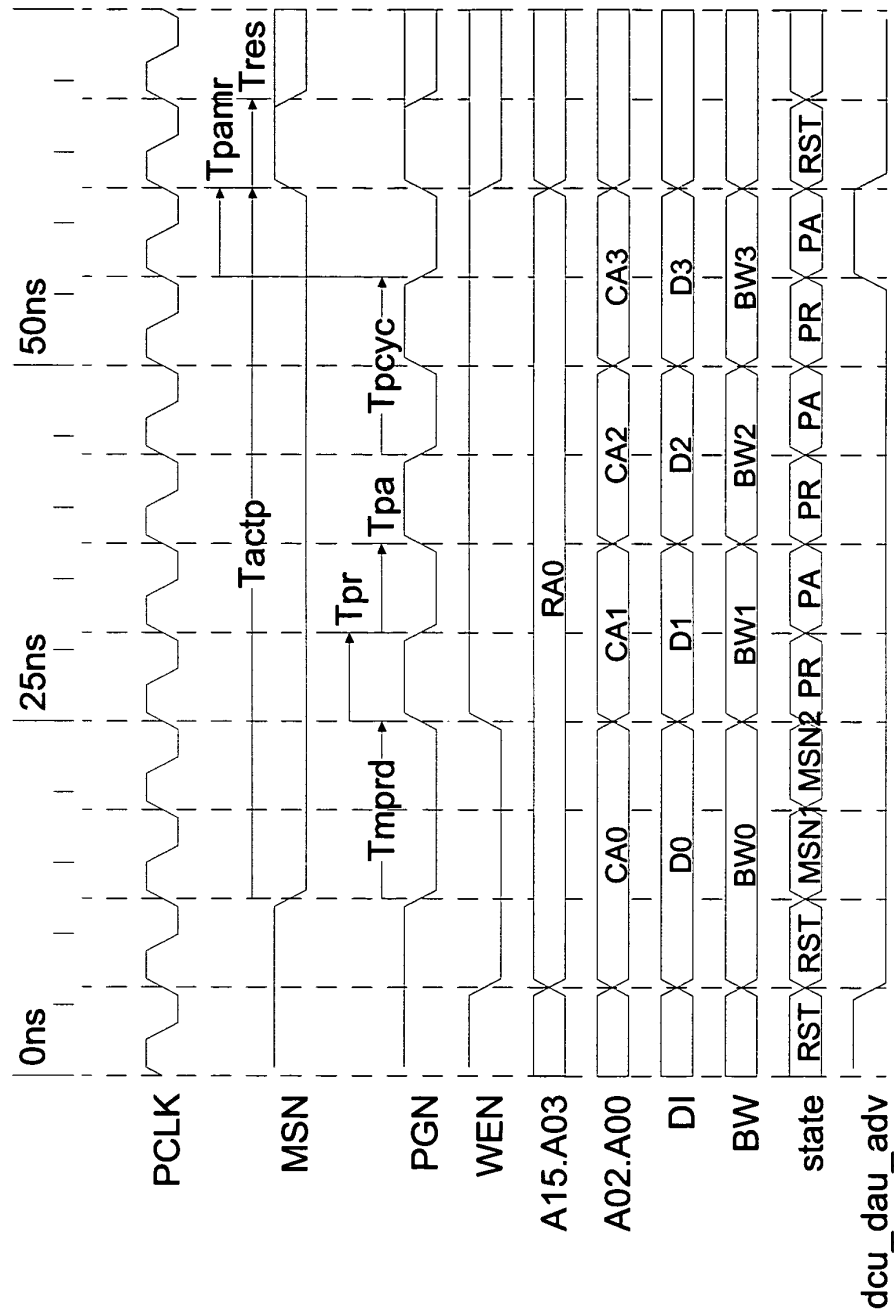 0ns
25ns
50ns
PCLK
Tpamr
MSN
Tactp
Tres
Tpr
PGN
Tmprd
Tpa
Tpcyc
WEN
A15.A03
RA0
A02.A00
CA0
CA1
CA2
CA3
DI
D0
D1
D2
D3
BW
BW0
BW1
BW2
BW3
state
RST
RST
MSN1
MSN2
PR
PA
PR
PA
PR
PA
RST
dcu_dau_adv